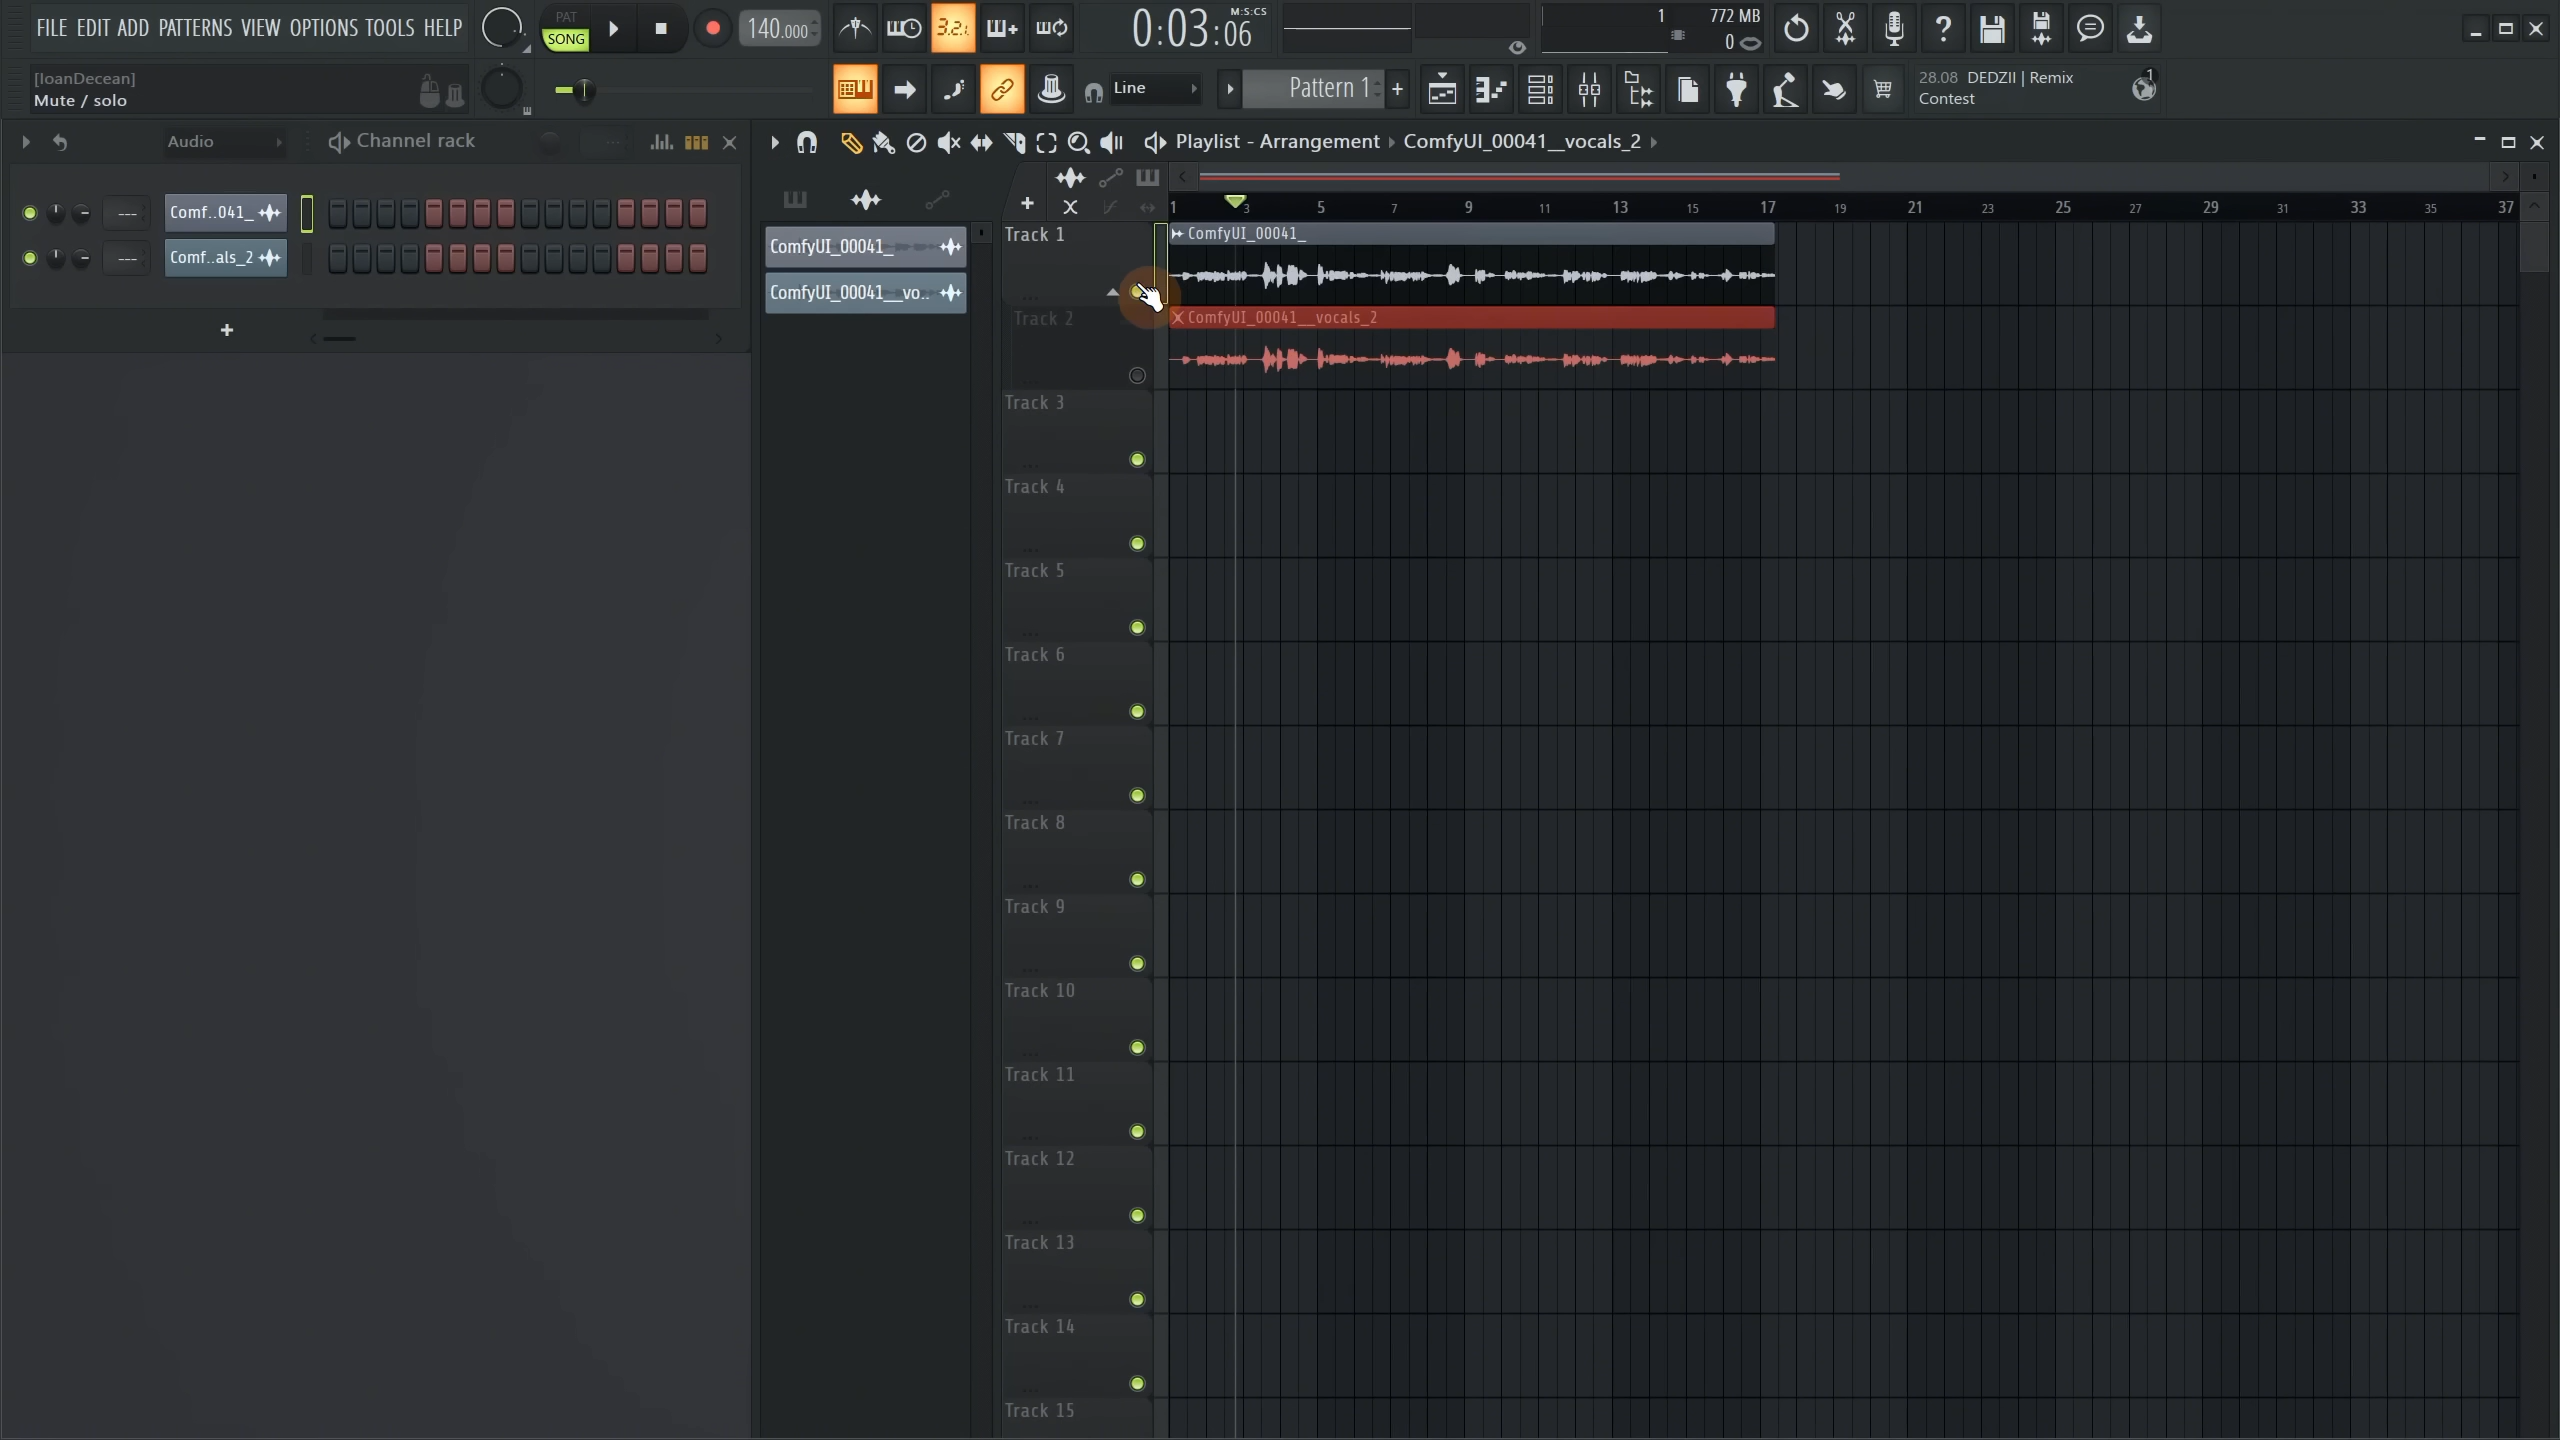 FILE EDIT ADD PATTERNS VIEW OPTIONS TOOLS HELP
PAT
SONG
140.000
3.2.1.
0:03:06
M:S:CS
1
772 MB
0
[IoanDecean]
Mute / solo
Line
Pattern 1
28.08 DEDZII | Remix
Contest
1
Audio
Channel rack
Playlist - Arrangement
ComfyUI_00041__vocals_2
---
Comf..041_
---
Comf..als_2
ComfyUI_00041_
ComfyUI_00041__vo..
1 3 5 7 9 11 13 15 17 19 21 23 25 27 29 31 33 35 37
Track 1
ComfyUI_00041_
Track 2
ComfyUI_00041__vocals_2
Track 3
Track 4
Track 5
Track 6
Track 7
Track 8
Track 9
Track 10
Track 11
Track 12
Track 13
Track 14
Track 15